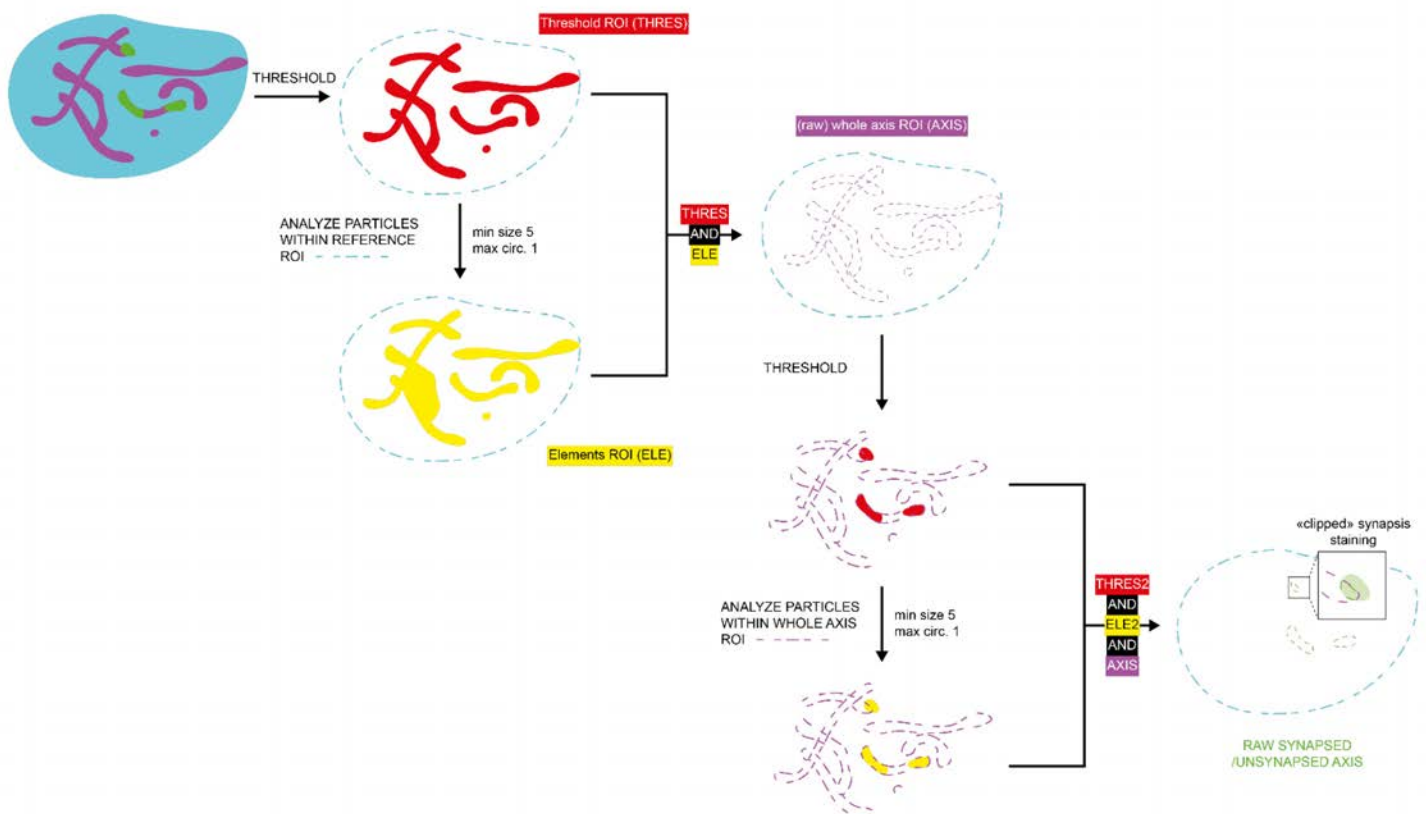 Threshold ROI (THRES)
THRESHOLD
(raw) whole axis ROI (AXIS)
ANALYZE PARTICLES
WITHIN REFERENCE
ROI
min size 5
max circ. 1
THRES
AND
ELE
THRESHOLD
Elements ROI (ELE)
«clipped» synapsis
staining
ANALYZE PARTICLES
WITHIN WHOLE AXIS
ROI
min size 5
max circ. 1
THRES2
AND
ELE2
AND
AXIS
RAW SYNAPSED
/UNSYNAPSED AXIS